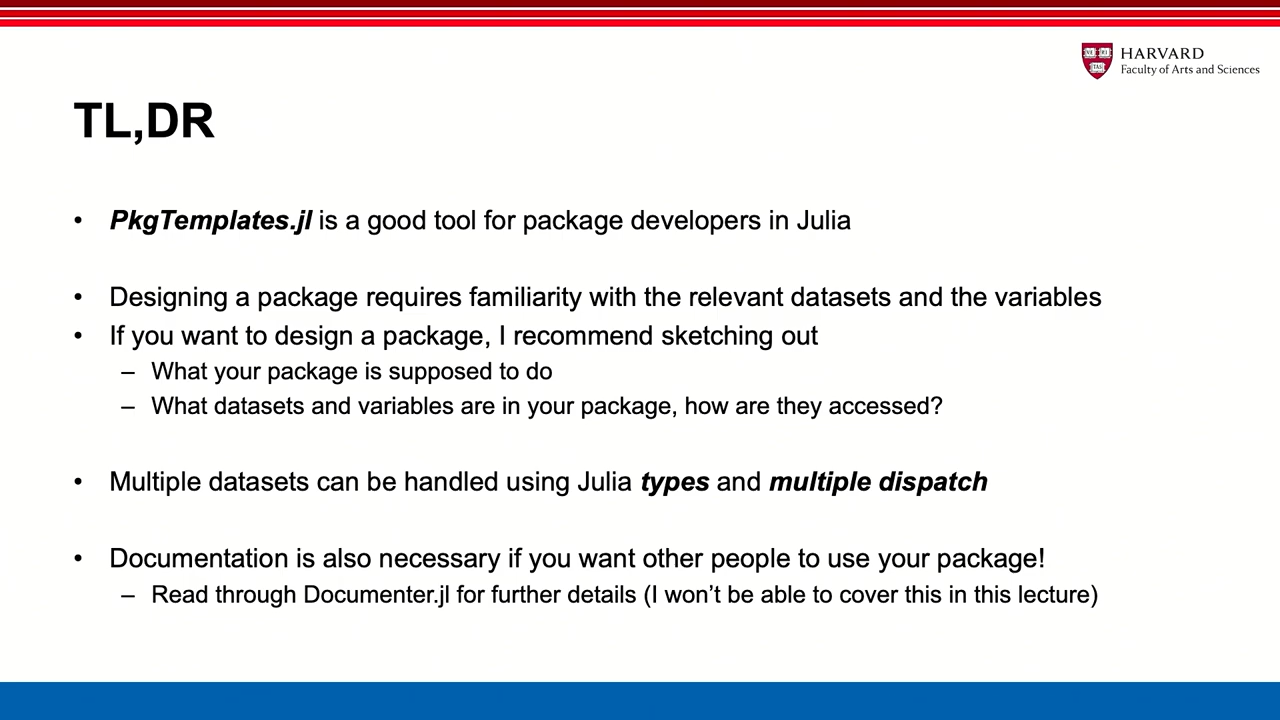 HARVARD
Faculty of Arts and Sciences
TL,DR
• PkgTemplates.jl is a good tool for package developers in Julia
• Designing a package requires familiarity with the relevant datasets and the variables
• If you want to design a package, I recommend sketching out
– What your package is supposed to do
– What datasets and variables are in your package, how are they accessed?
• Multiple datasets can be handled using Julia types and multiple dispatch
• Documentation is also necessary if you want other people to use your package!
– Read through Documenter.jl for further details (I won’t be able to cover this in this lecture)